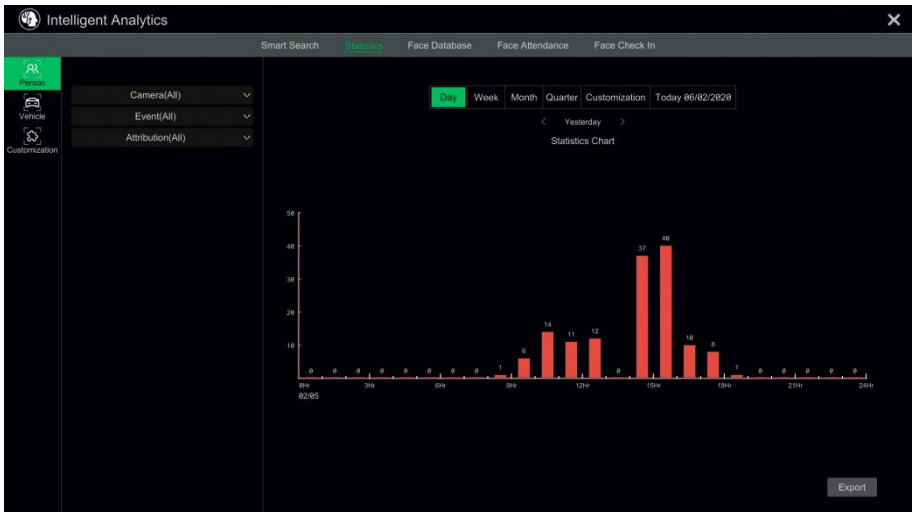 Intelligent Analytics
Smart Search Statistics Face Database Face Attendance Face Check In
Person
Vehicle
Customization
Camera(All)
Event(All)
Attribution(All)
Day Week Month Quarter Customization Today 06/02/2020
Yesterday
Statistics Chart
50
40
30
20
10
0 0 0 0 0 0 0 0 1 6 14 11 12 0 37 40 10 8 1 0 0 0 0 0
0Hr 3Hr 6Hr 9Hr 12Hr 15Hr 18Hr 21Hr 24Hr
02/05
Export